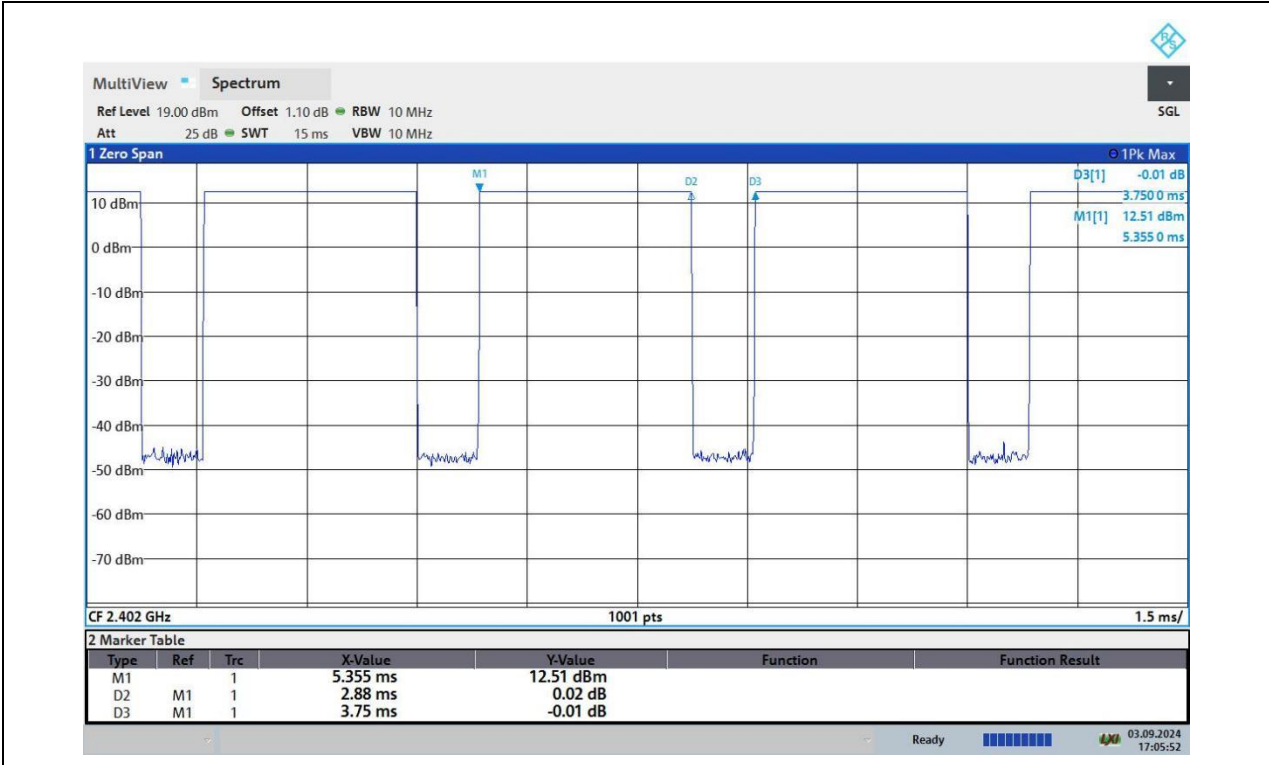 R&S
MultiView Spectrum
Ref Level 19.00 dBm Offset 1.10 dB RBW 10 MHz SGL
Att 25 dB SWT 15 ms VBW 10 MHz
1 Zero Span 1Pk Max
M1 D2 D3 D3[1] -0.01 dB
3.750 0 ms
10 dBm M1[1] 12.51 dBm
5.355 0 ms
0 dBm
-10 dBm
-20 dBm
-30 dBm
-40 dBm
-50 dBm
-60 dBm
-70 dBm
CF 2.402 GHz 1001 pts 1.5 ms/
2 Marker Table
Type Ref Trc X-Value Y-Value Function Function Result
M1 1 5.355 ms 12.51 dBm
D2 M1 1 2.88 ms 0.02 dB
D3 M1 1 3.75 ms -0.01 dB
Ready LXI 03.09.2024
17:05:52